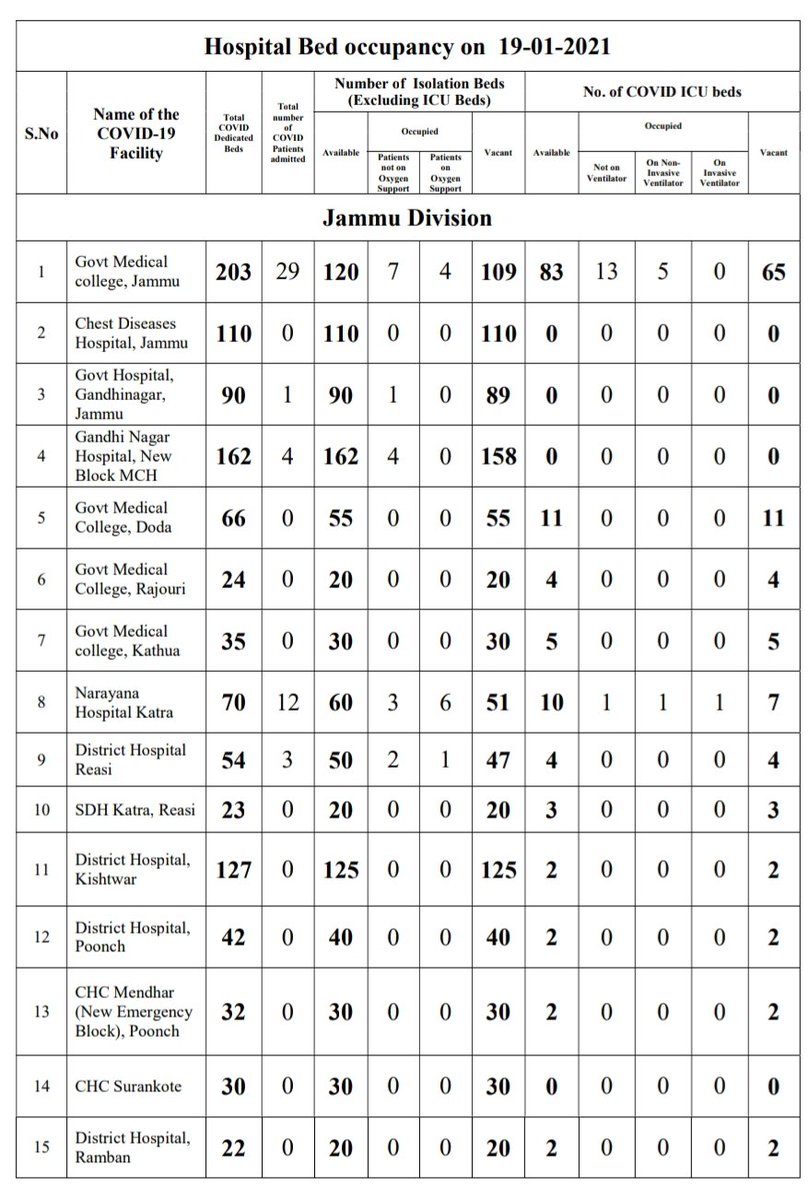 Hospital Bed occupancy on 19-01-2021
S.No
Name of the
COVID-19
Facility
Total
COVID
Dedicated
Beds
Total
number
of
COVID
Patients
admitted
Number of Isolation Beds
(Excluding ICU Beds)
No. of COVID ICU beds
Available
Occupied
Vacant
Available
Occupied
Vacant
Patients
not on
Oxygen
Support
Patients
on
Oxygen
Support
Not on
Ventilator
On Non-
Invasive
Ventilator
On
Invasive
Ventilator
Jammu Division
1 Govt Medical
college, Jammu 203 29 120 7 4 109 83 13 5 0 65
2 Chest Diseases
Hospital, Jammu 110 0 110 0 0 110 0 0 0 0 0
3 Govt Hospital,
Gandhinagar,
Jammu 90 1 90 1 0 89 0 0 0 0 0
4 Gandhi Nagar
Hospital, New
Block MCH 162 4 162 4 0 158 0 0 0 0 0
5 Govt Medical
College, Doda 66 0 55 0 0 55 11 0 0 0 11
6 Govt Medical
College, Rajouri 24 0 20 0 0 20 4 0 0 0 4
7 Govt Medical
college, Kathua 35 0 30 0 0 30 5 0 0 0 5
8 Narayana
Hospital Katra 70 12 60 3 6 51 10 1 1 1 7
9 District Hospital
Reasi 54 3 50 2 1 47 4 0 0 0 4
10 SDH Katra, Reasi 23 0 20 0 0 20 3 0 0 0 3
11 District Hospital,
Kishtwar 127 0 125 0 0 125 2 0 0 0 2
12 District Hospital,
Poonch 42 0 40 0 0 40 2 0 0 0 2
13 CHC Mendhar
(New Emergency
Block), Poonch 32 0 30 0 0 30 2 0 0 0 2
14 CHC Surankote 30 0 30 0 0 30 0 0 0 0 0
15 District Hospital,
Ramban 22 0 20 0 0 20 2 0 0 0 2